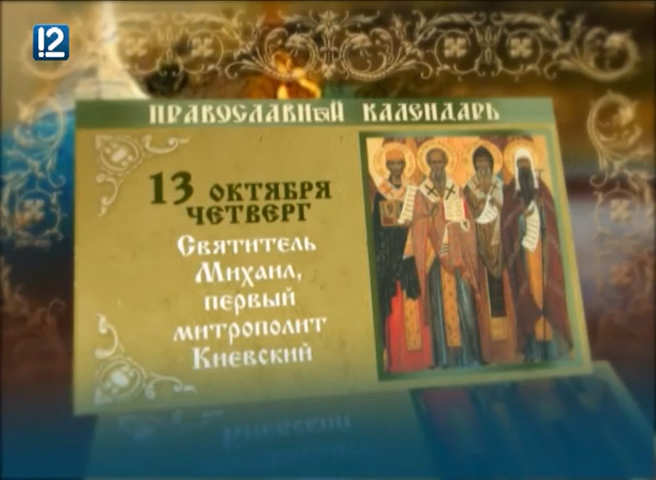 12
ПРАВОСЛАВНЫЙ КАЛЕНДАРЬ
13 ОКТЯБРЯ
ЧЕТВЕРГ
Святитель
Михаил,
первый
митрополит
Киевский